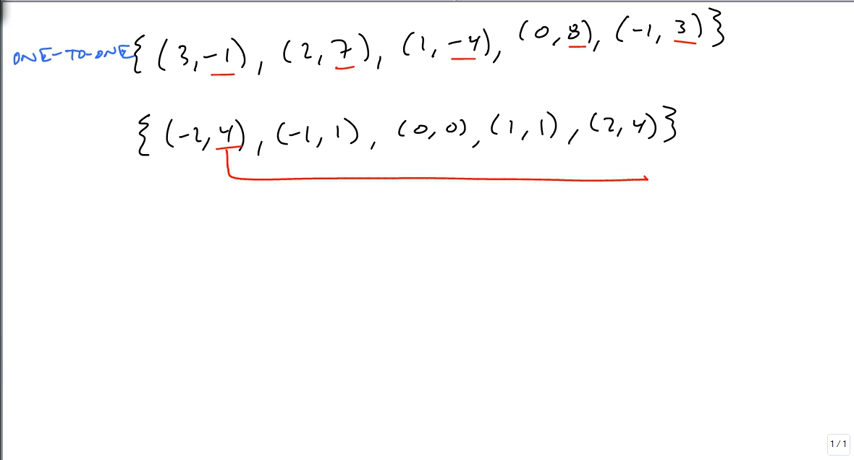 ONE-TO-ONE { (3, -1), (2, 7), (1, -4), (0, 8), (-1, 3) }
{ (-2, 4), (-1, 1), (0, 0), (1, 1), (2, 4) }
1 / 1